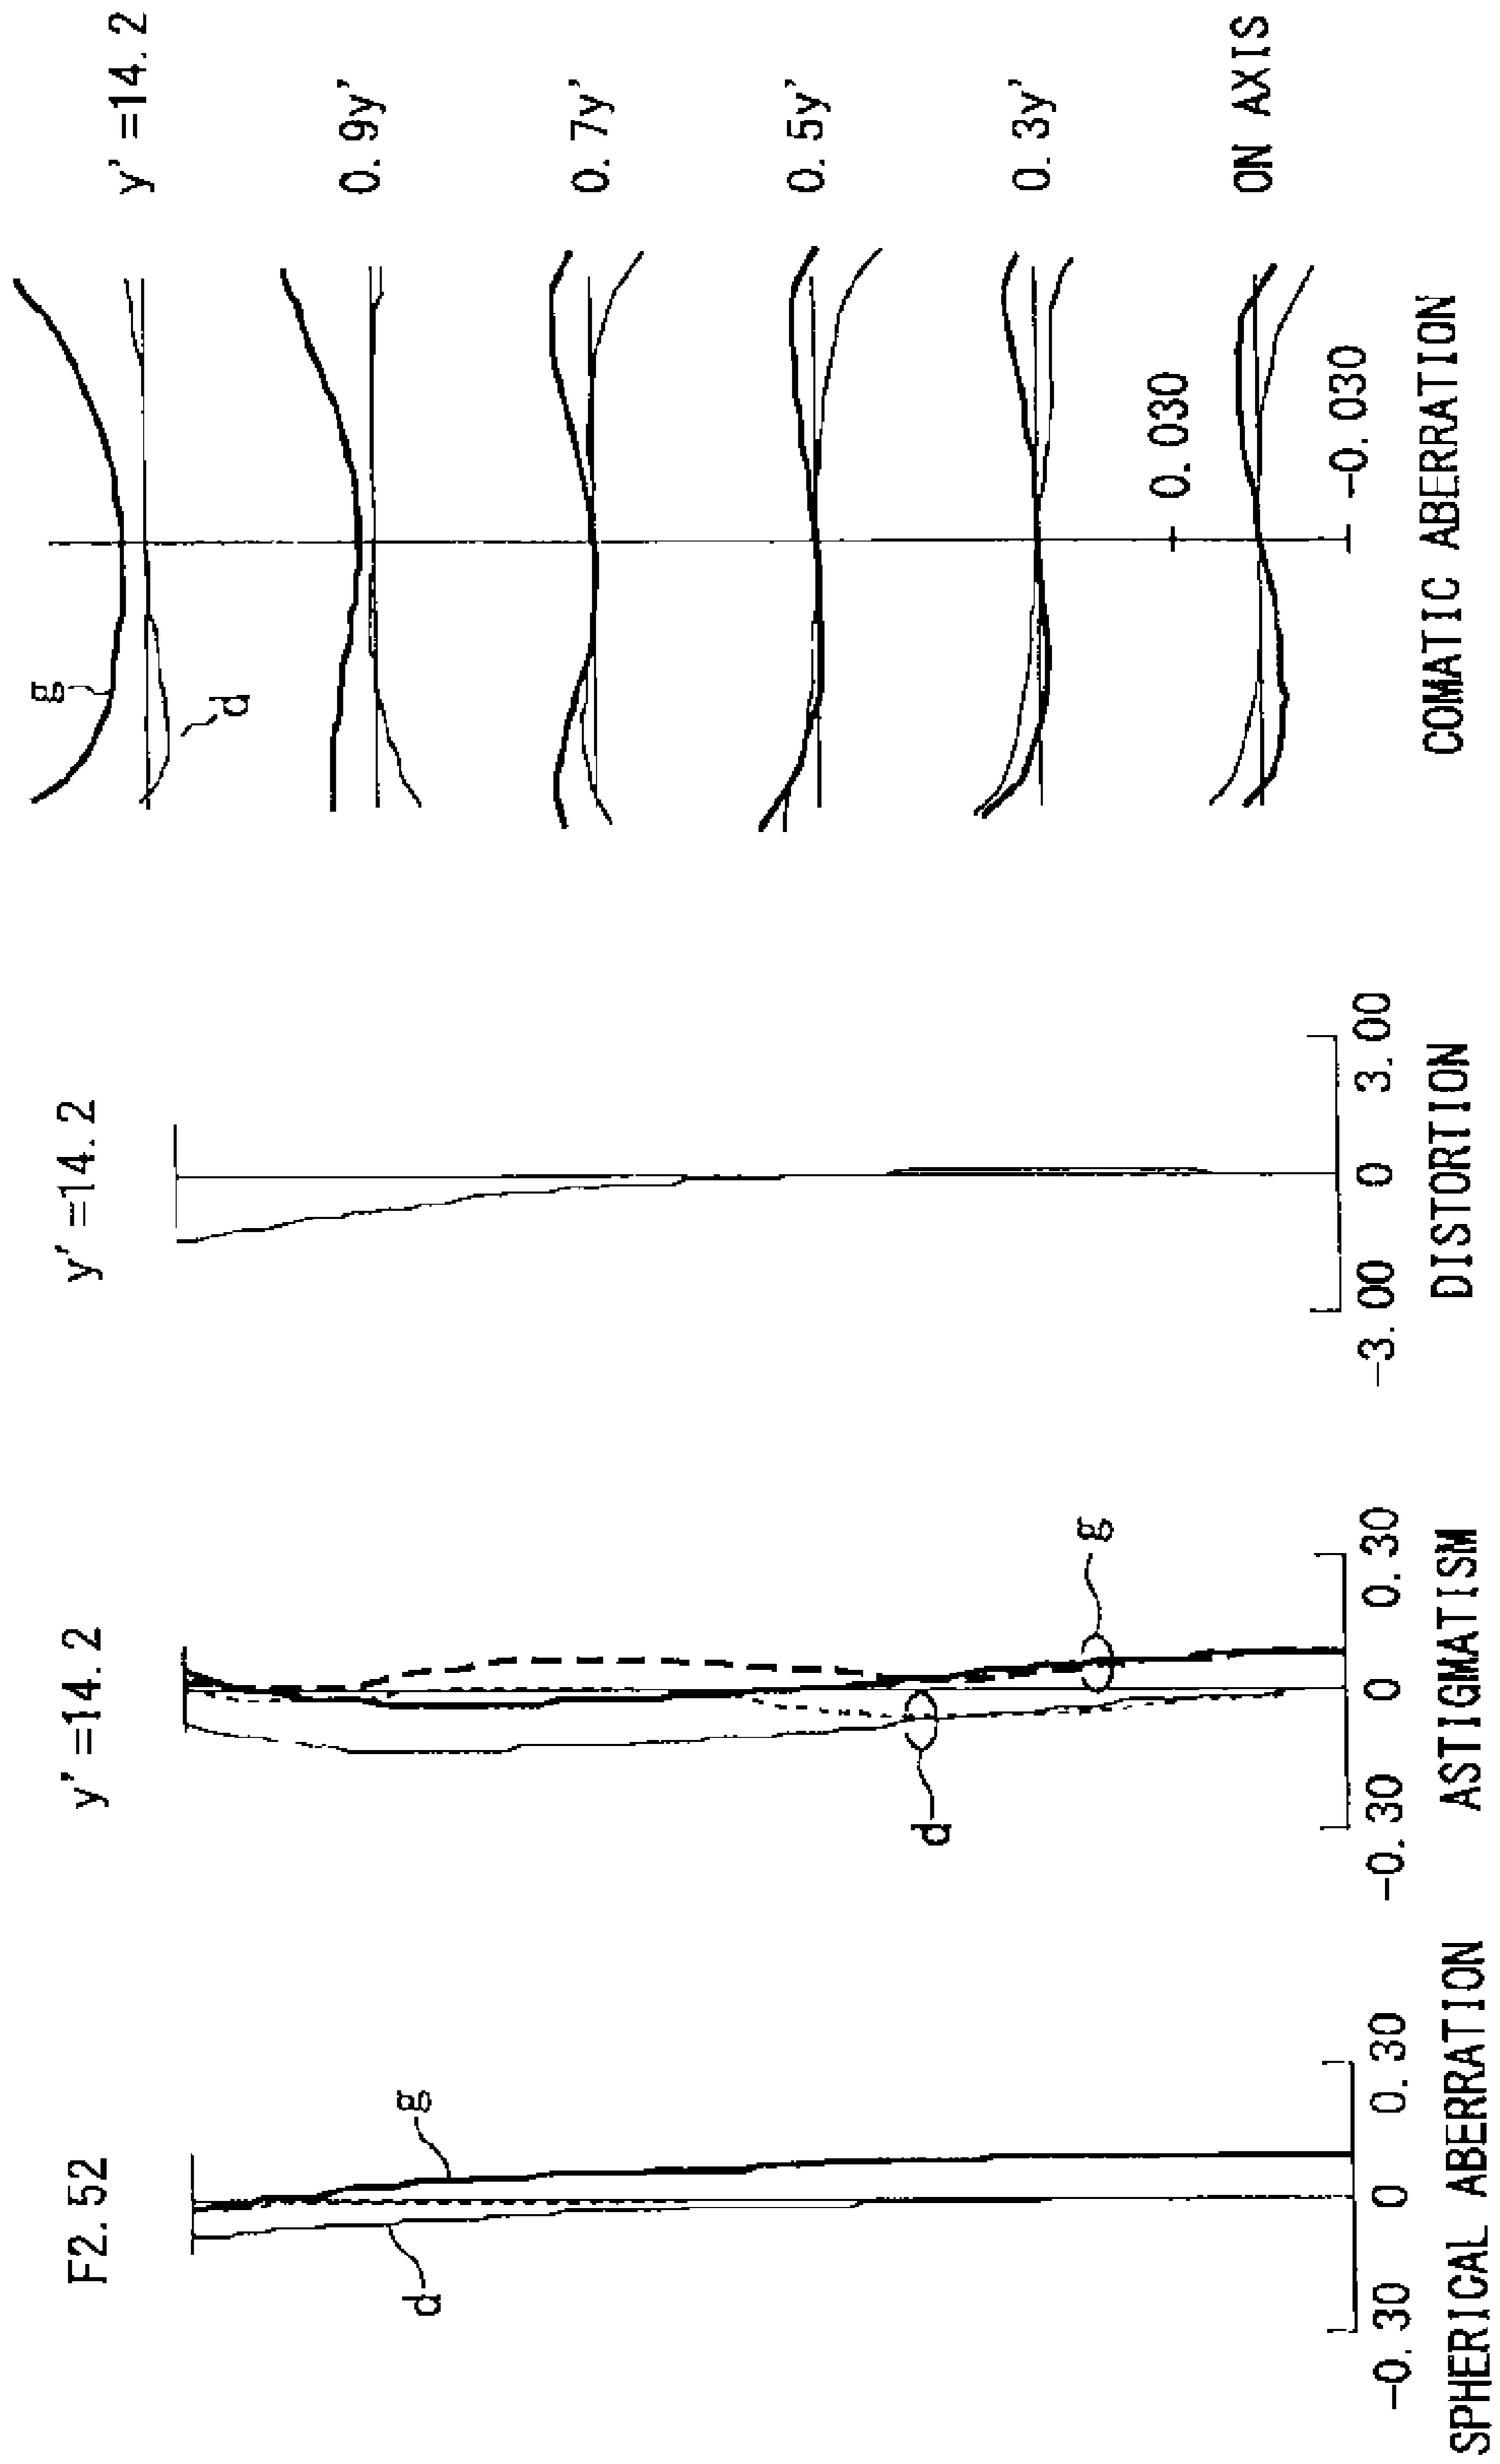 F2.52
g
d
-0.30
0
0.30
SPHERICAL ABERRATION
y'=14.2
g
d
-0.30
0
0.30
ASTIGMATISM
y'=14.2
-3.00
0
3.00
DISTORTION
y'=14.2
g
d
0.9y'
0.7y'
0.5y'
0.3y'
0.030
ON AXIS
-0.030
COMATIC ABERRATION